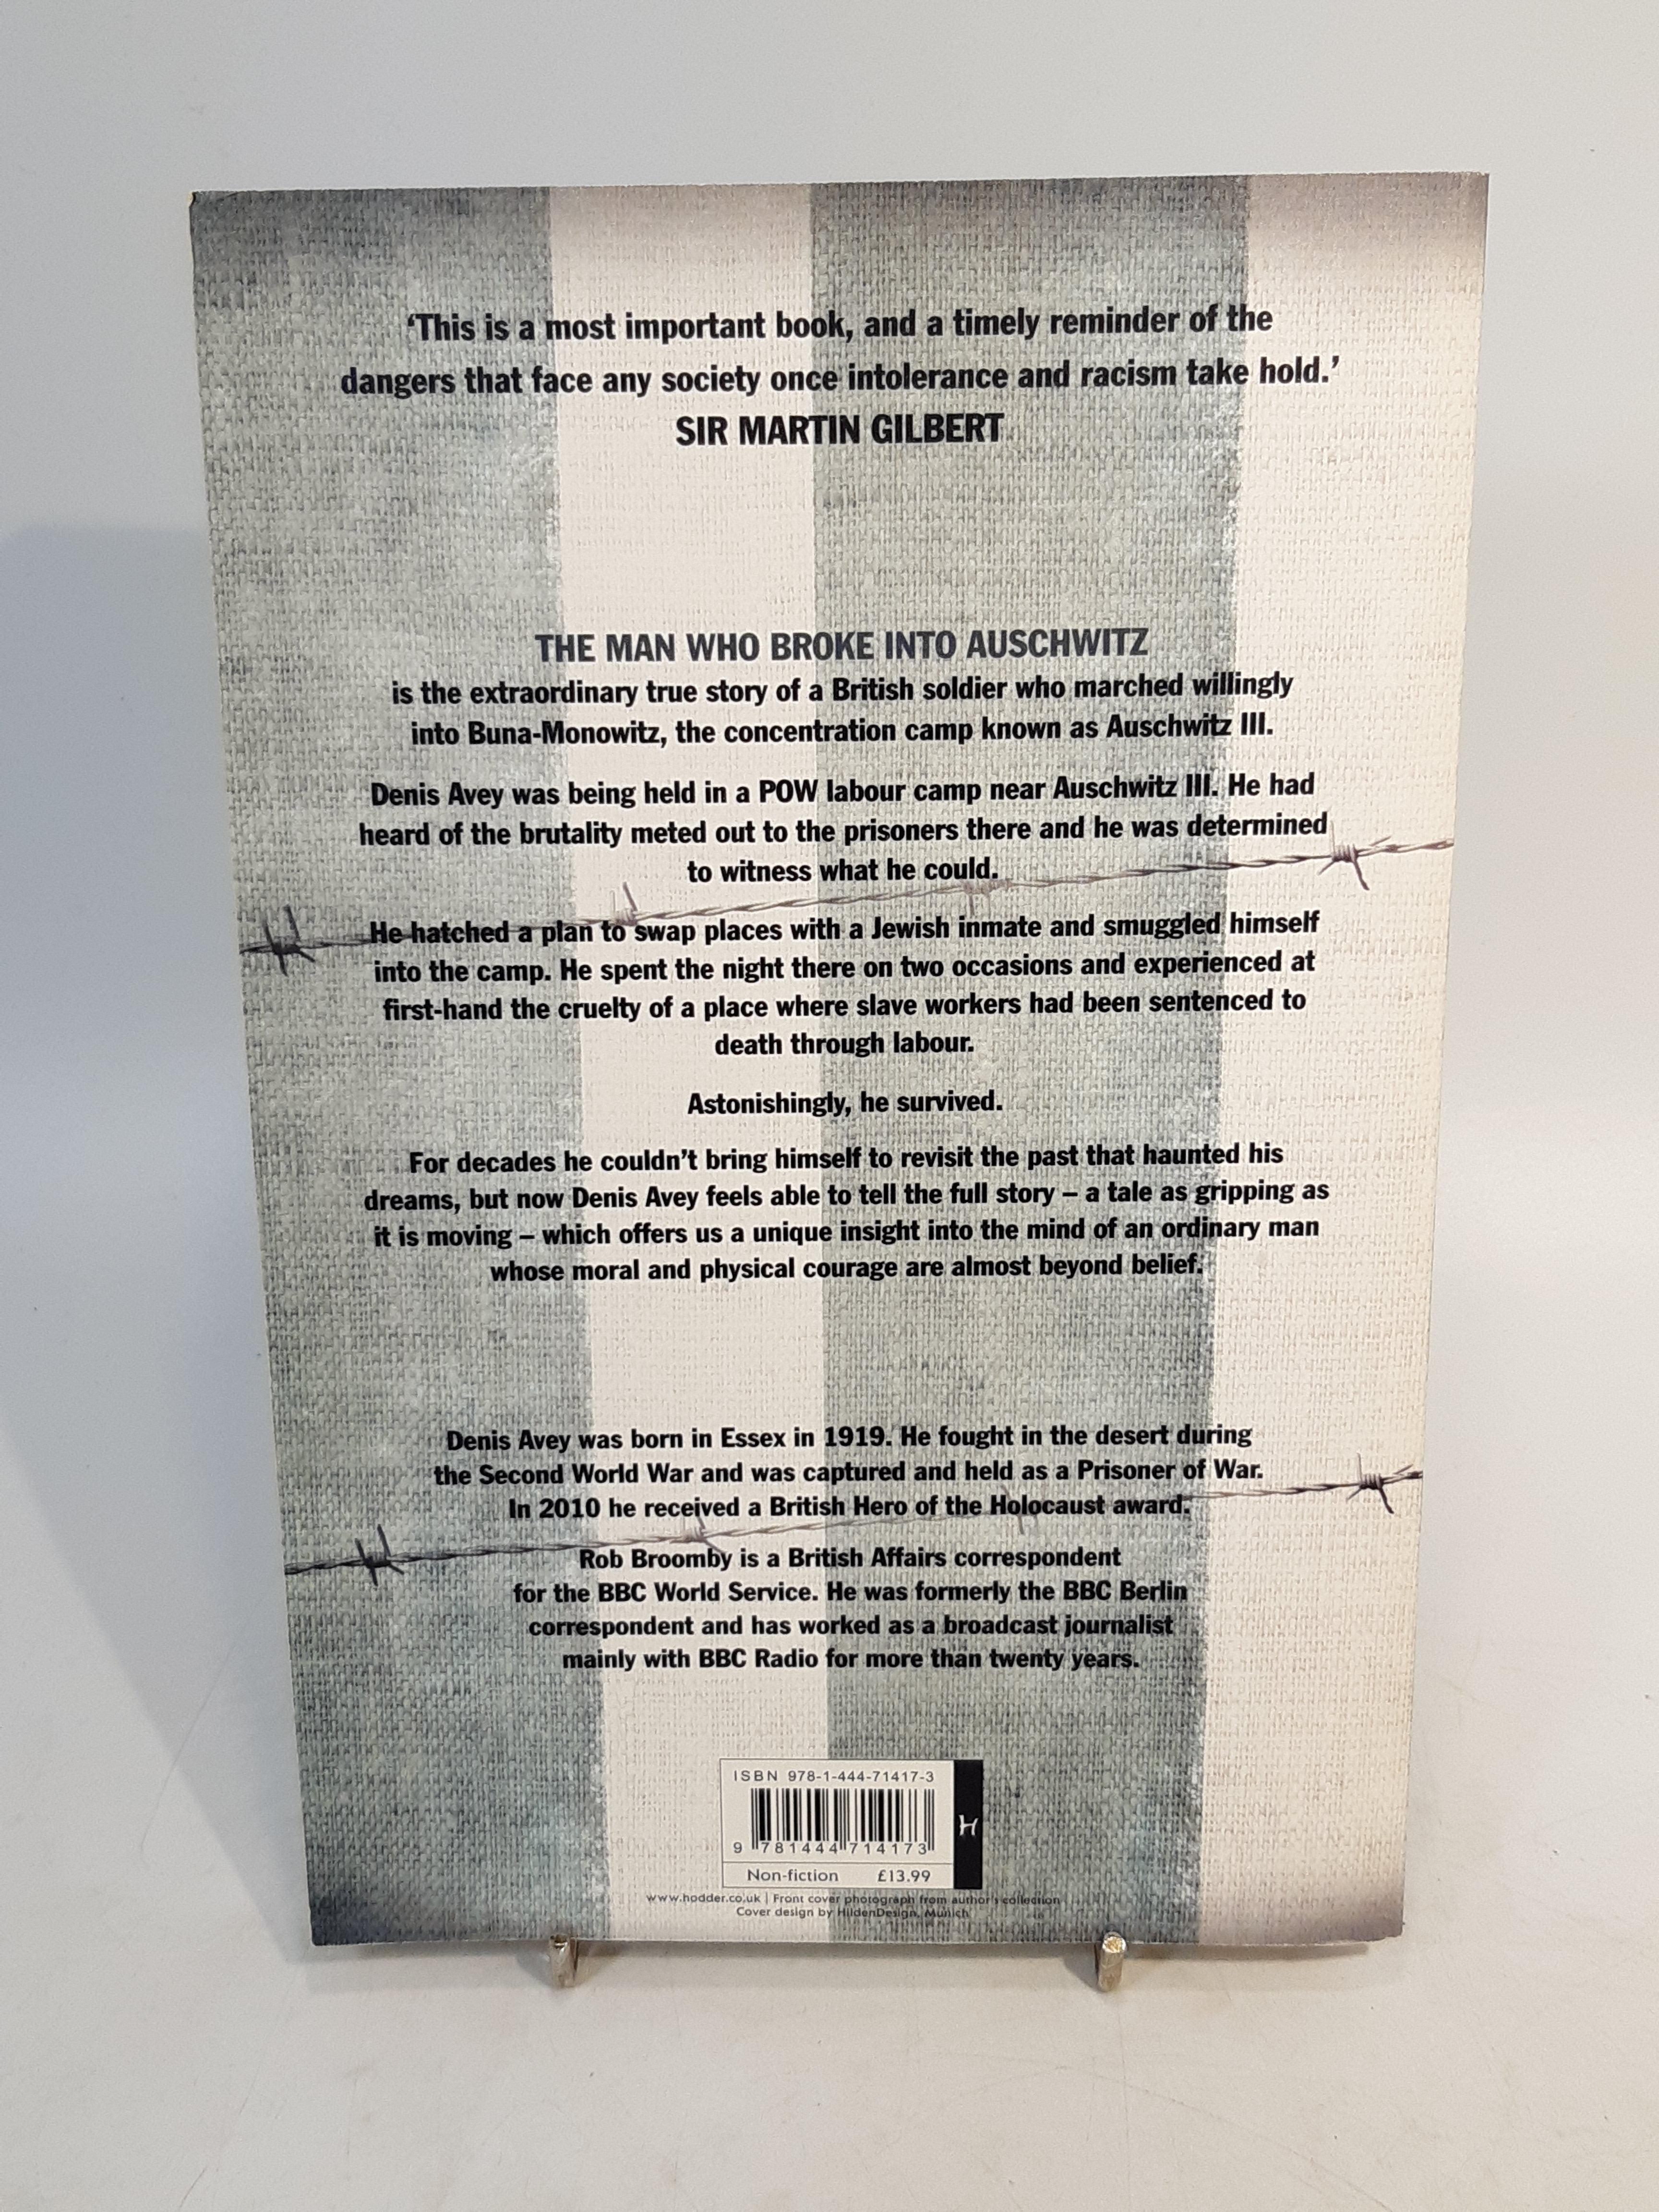 ‘This is a most important book, and a timely reminder of the
dangers that face any society once intolerance and racism take hold.’
SIR MARTIN GILBERT
THE MAN WHO BROKE INTO AUSCHWITZ
is the extraordinary true story of a British soldier who marched willingly
into Buna-Monowitz, the concentration camp known as Auschwitz III.
Denis Avey was being held in a POW labour camp near Auschwitz III. He had
heard of the brutality meted out to the prisoners there and he was determined
to witness what he could.
He hatched a plan to swap places with a Jewish inmate and smuggled himself
into the camp. He spent the night there on two occasions and experienced at
first-hand the cruelty of a place where slave workers had been sentenced to
death through labour.
Astonishingly, he survived.
For decades he couldn’t bring himself to revisit the past that haunted his
dreams, but now Denis Avey feels able to tell the full story – a tale as gripping as
it is moving – which offers us a unique insight into the mind of an ordinary man
whose moral and physical courage are almost beyond belief.
Denis Avey was born in Essex in 1919. He fought in the desert during
the Second World War and was captured and held as a Prisoner of War.
In 2010 he received a British Hero of the Holocaust award.
Rob Broomby is a British Affairs correspondent
for the BBC World Service. He was formerly the BBC Berlin
correspondent and has worked as a broadcast journalist
mainly with BBC Radio for more than twenty years.
ISBN 978-1-444-71417-3
H
9 781444 714173
Non-fiction £13.99
www.hodder.co.uk | Front cover photograph from author's collection
Cover design by HildenDesign, Munich